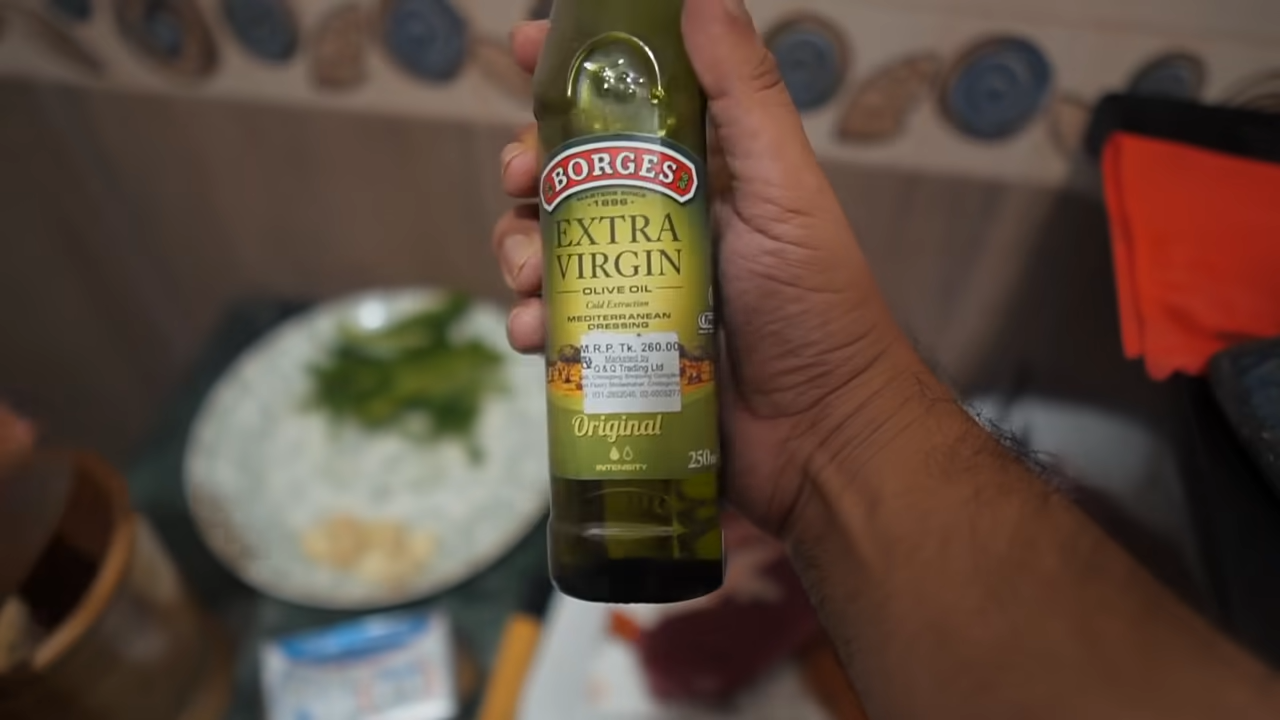 BORGES
MASTERS SINCE
·1896·
EXTRA
VIRGIN
OLIVE OIL
Cold Extraction
MEDITERRANEAN
DRESSING
M.R.P. Tk. 260.00
Marketed by
Q & Q Trading Ltd
Original
INTENSITY
250